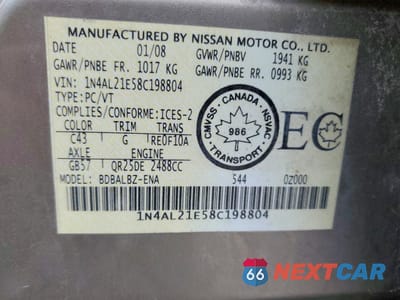 MANUFACTURED BY NISSAN MOTOR CO., LTD.
DATE 01/08 GVWR/PNBV 1941 KG
GAWR/PNBE FR. 1017 KG GAWR/PNBE RR. 0993 KG
VIN: 1N4AL21E58C198804
TYPE:PC/VT
COMPLIES/CONFORME:ICES-2
COLOR TRIM TRANS
C43 G RE0F10A
AXLE ENGINE
GB57 QR25DE 2488CC
MODEL: BDBALBZ-ENA 544 0Z000
CMVSS - CANADA - NSVAC
986
TRANSPORT
EC
1N4AL21E58C198804
66 NEXTCAR